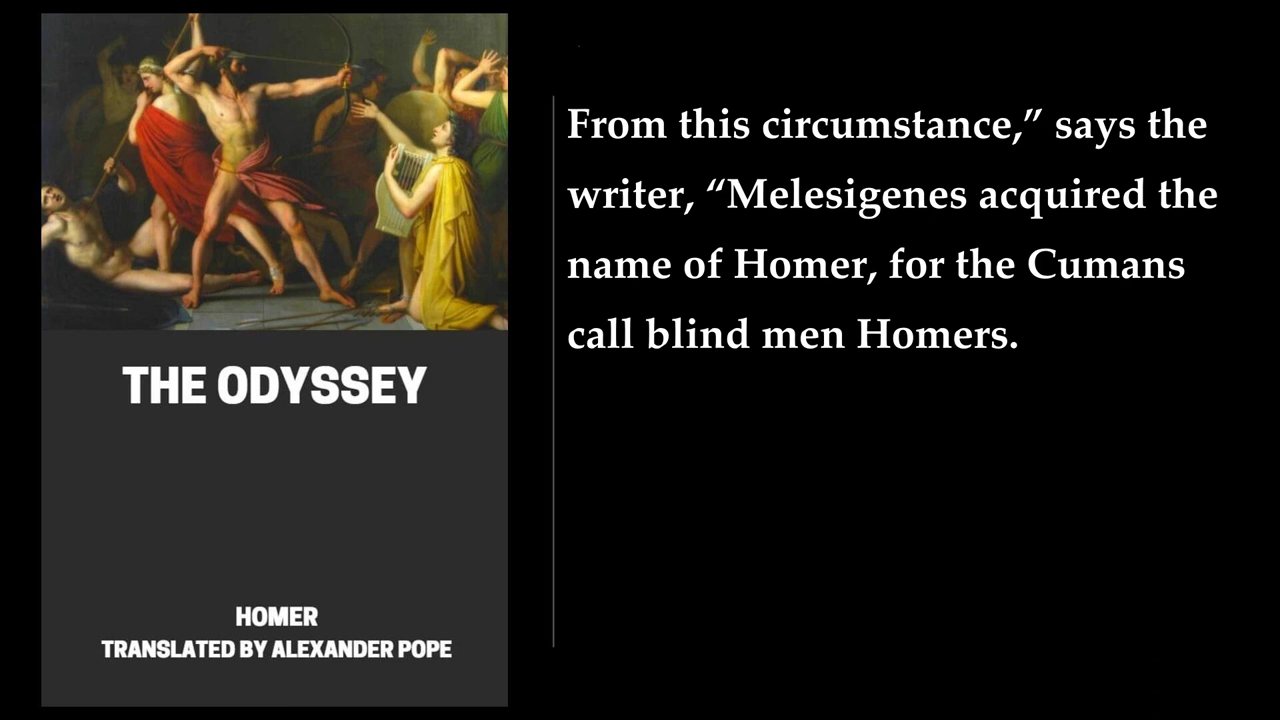 THE ODYSSEY
HOMER
TRANSLATED BY ALEXANDER POPE
From this circumstance,” says the
writer, “Melesigenes acquired the
name of Homer, for the Cumans
call blind men Homers.